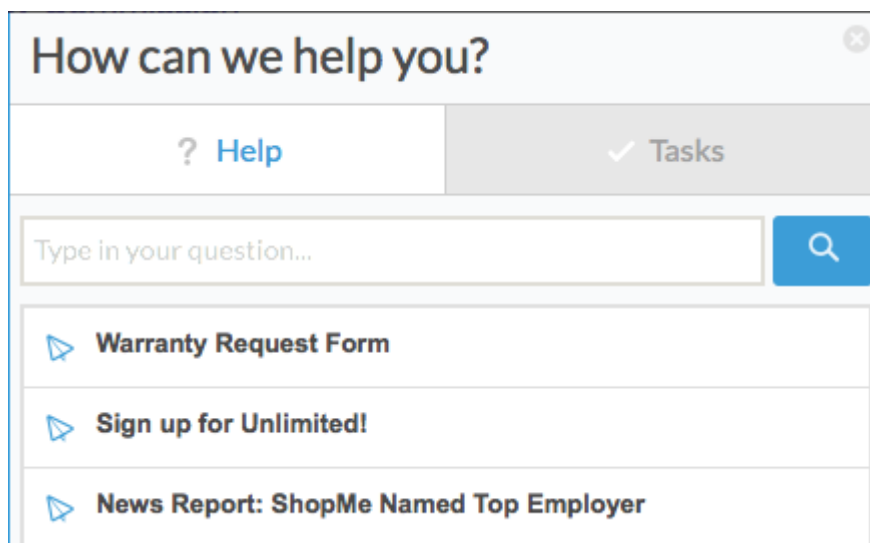 How can we help you?
? Help
Tasks
Type in your question...
Warranty Request Form
Sign up for Unlimited!
News Report: ShopMe Named Top Employer